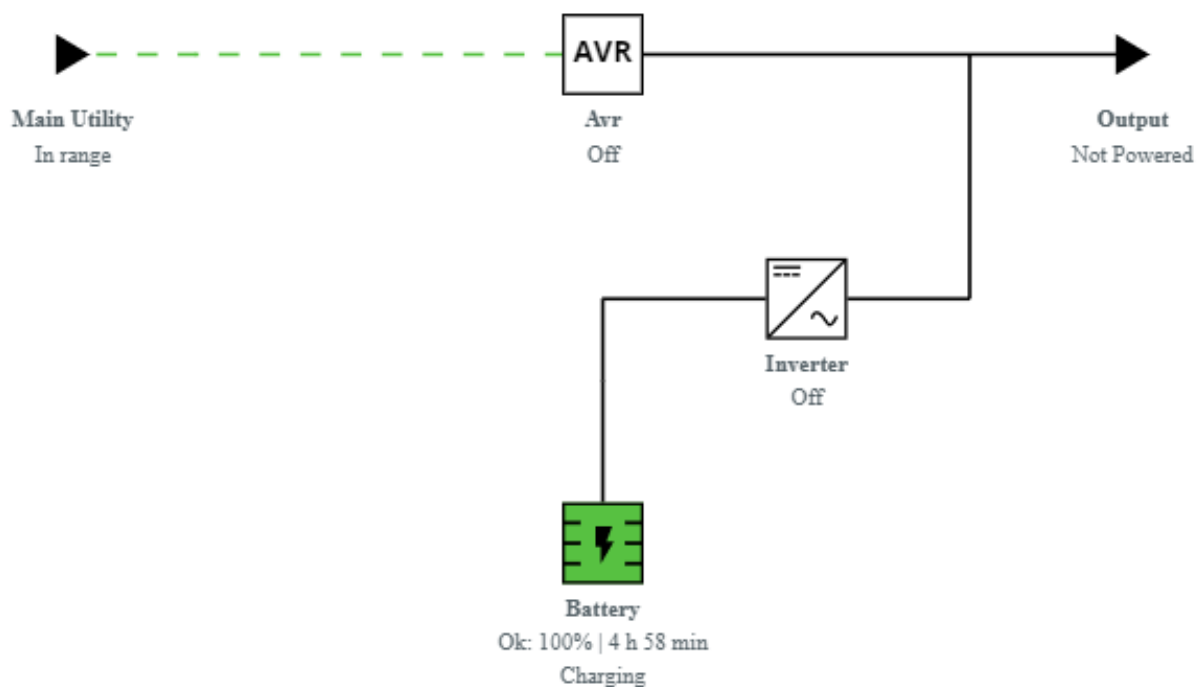 AVR
Main Utility
In range
Avr
Off
Output
Not Powered
Inverter
Off
Battery
Ok: 100% | 4 h 58 min
Charging